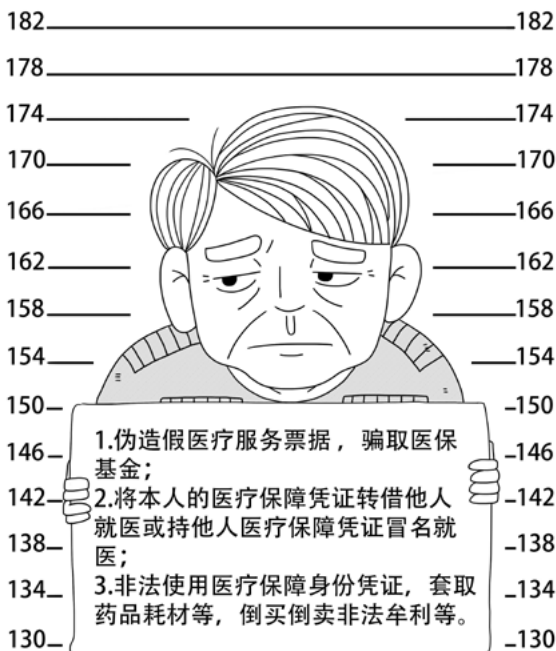 182 182
178 178
174 174
170 170
166 166
162 162
158 158
154 154
150 150
1.伪造假医疗服务票据，骗取医保
146 146
基金；
2.将本人的医疗保障凭证转借他人
142 142
就医或持他人医疗保障凭证冒名就
138 138
医；
3.非法使用医疗保障身份凭证，套取
134 134
药品耗材等，倒买倒卖非法牟利等。
130 130